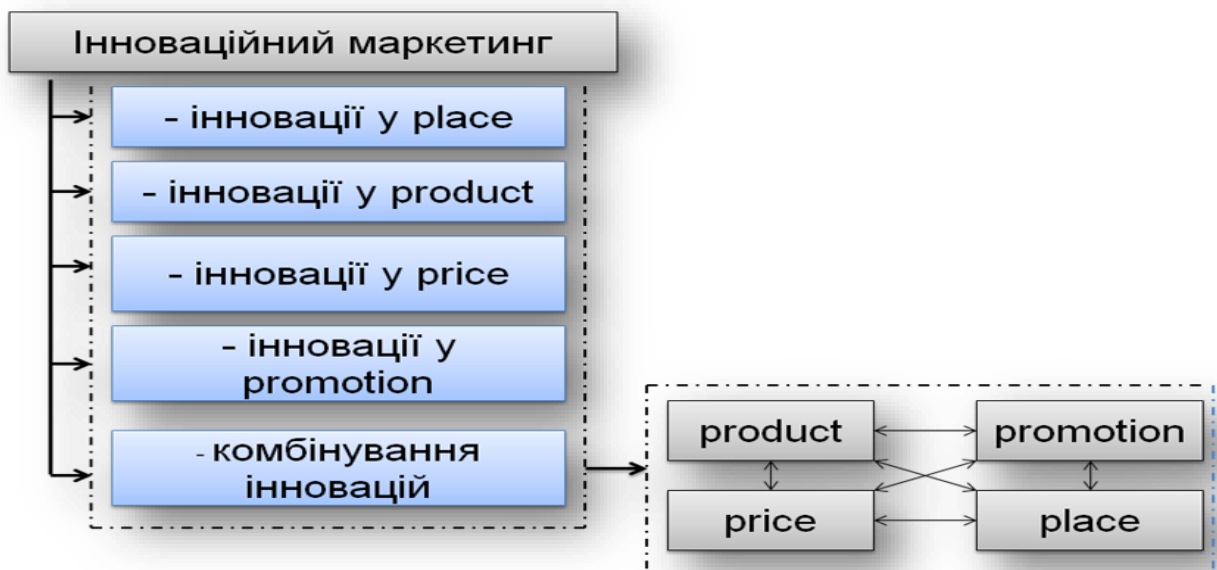 Інноваційний маркетинг
- інновації у place
- інновації у product
- інновації у price
- інновації у
promotion
- комбінування
інновацій
product
promotion
price
place